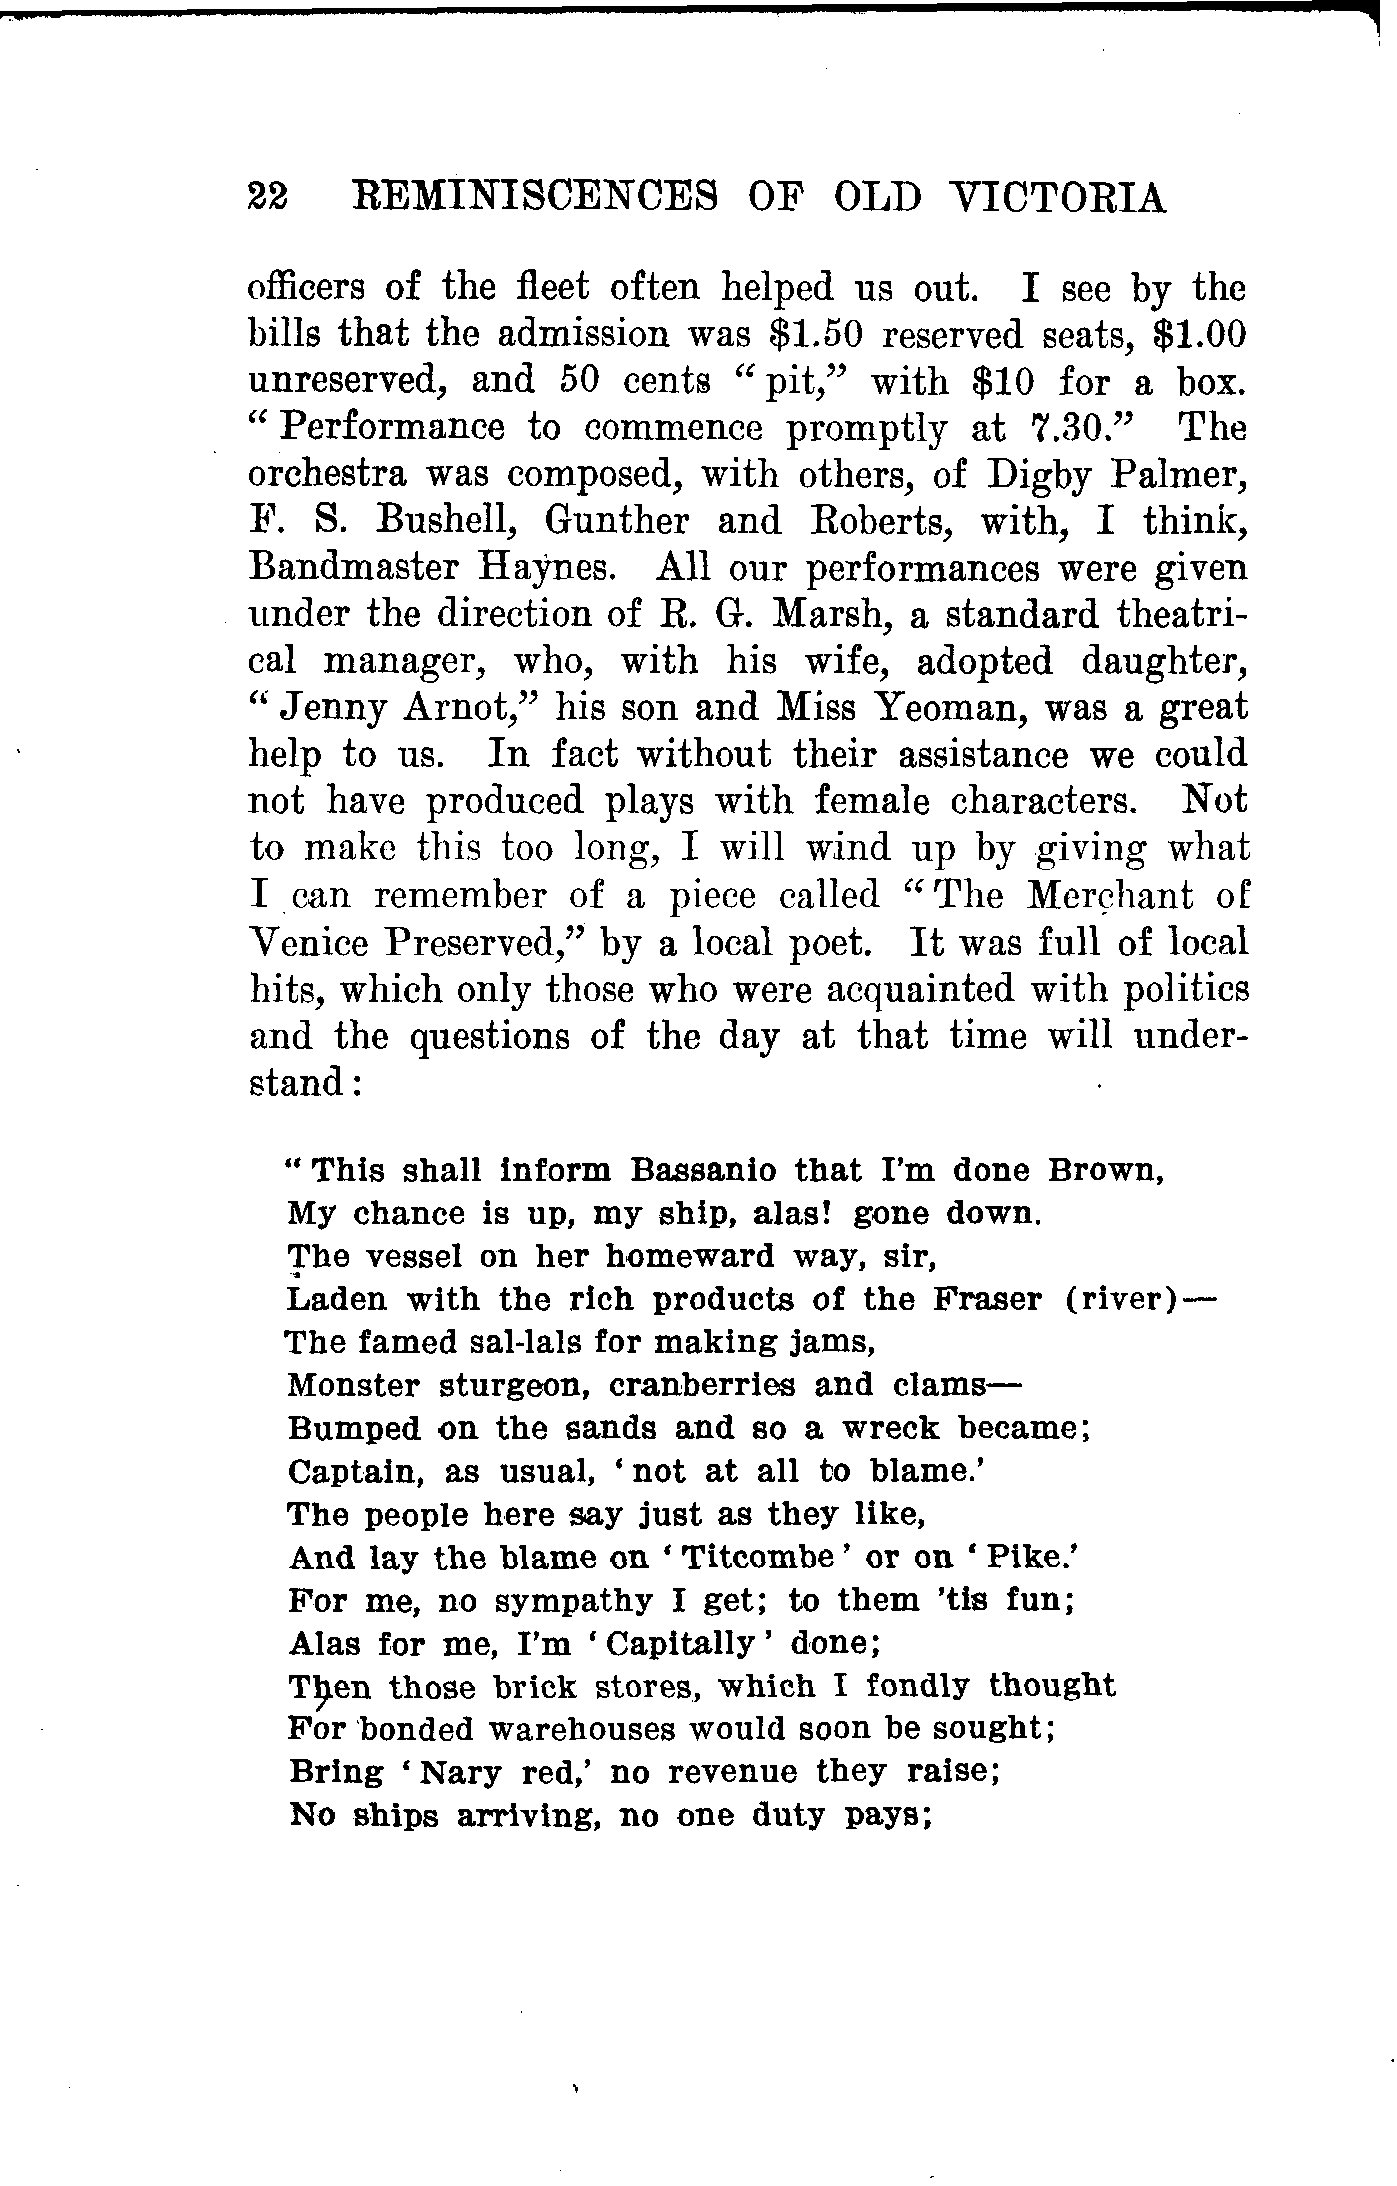 22 REMINISCENCES OF OLD VICTORIA
officers of the fleet often helped us out. I see by the
bills that the admission was $1.50 reserved seats, $1.00
unreserved, and 50 cents “ pit,” with $10 for a box.
“ Performance to commence promptly at 7.30.” The
orchestra was composed, with others, of Digby Palmer,
F. S. Bushell, Gunther and Roberts, with, I think,
Bandmaster Haynes. All our performances were given
under the direction of R. G. Marsh, a standard theatri-
cal manager, who, with his wife, adopted daughter,
“ Jenny Arnot,” his son and Miss Yeoman, was a great
help to us. In fact without their assistance we could
not have produced plays with female characters. Not
to make this too long, I will wind up by giving what
I can remember of a piece called “ The Merchant of
Venice Preserved,” by a local poet. It was full of local
hits, which only those who were acquainted with politics
and the questions of the day at that time will under-
stand :
“ This shall inform Bassanio that I'm done Brown,
My chance is up, my ship, alas! gone down.
The vessel on her homeward way, sir,
Laden with the rich products of the Fraser (river)—
The famed sal-lals for making jams,
Monster sturgeon, cranberries and clams—
Bumped on the sands and so a wreck became;
Captain, as usual, ‘ not at all to blame.’
The people here say just as they like,
And lay the blame on ‘ Titcombe ’ or on ‘ Pike.’
For me, no sympathy I get; to them 'tis fun;
Alas for me, I'm ‘ Capitally ’ done;
Then those brick stores, which I fondly thought
For bonded warehouses would soon be sought;
Bring ‘ Nary red,’ no revenue they raise;
No ships arriving, no one duty pays;